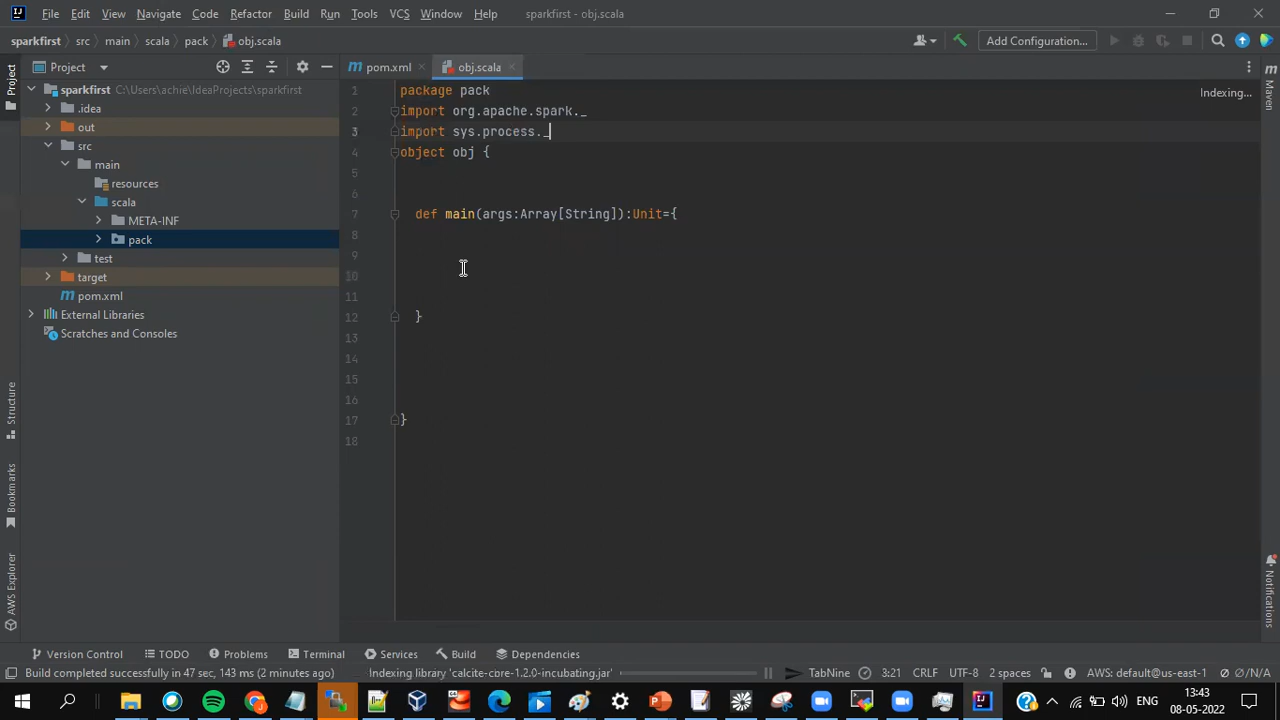 File Edit View Navigate Code Refactor Build Run Tools VCS Window Help sparkfirst - obj.scala
sparkfirst src main scala pack obj.scala Add Configuration...
Project pom.xml obj.scala
Project
sparkfirst C:\Users\achie\IdeaProjects\sparkfirst
.idea
out
src
main
resources
scala
META-INF
pack
test
target
pom.xml
External Libraries
Scratches and Consoles
1 package pack
2 import org.apache.spark._
3 import sys.process._
4 object obj {
5
6
7 def main(args:Array[String]):Unit={
8
9
10
11
12 }
13
14
15
16
17 }
18
Indexing...
Maven
Notifications
Structure
Bookmarks
AWS Explorer
Version Control TODO Problems Terminal Services Build Dependencies
Build completed successfully in 47 sec, 143 ms (2 minutes ago) Indexing library 'calcite-core-1.2.0-incubating.jar' TabNine 3:21 CRLF UTF-8 2 spaces AWS: default@us-east-1 Ø/N/A
ENG 13:43
08-05-2022